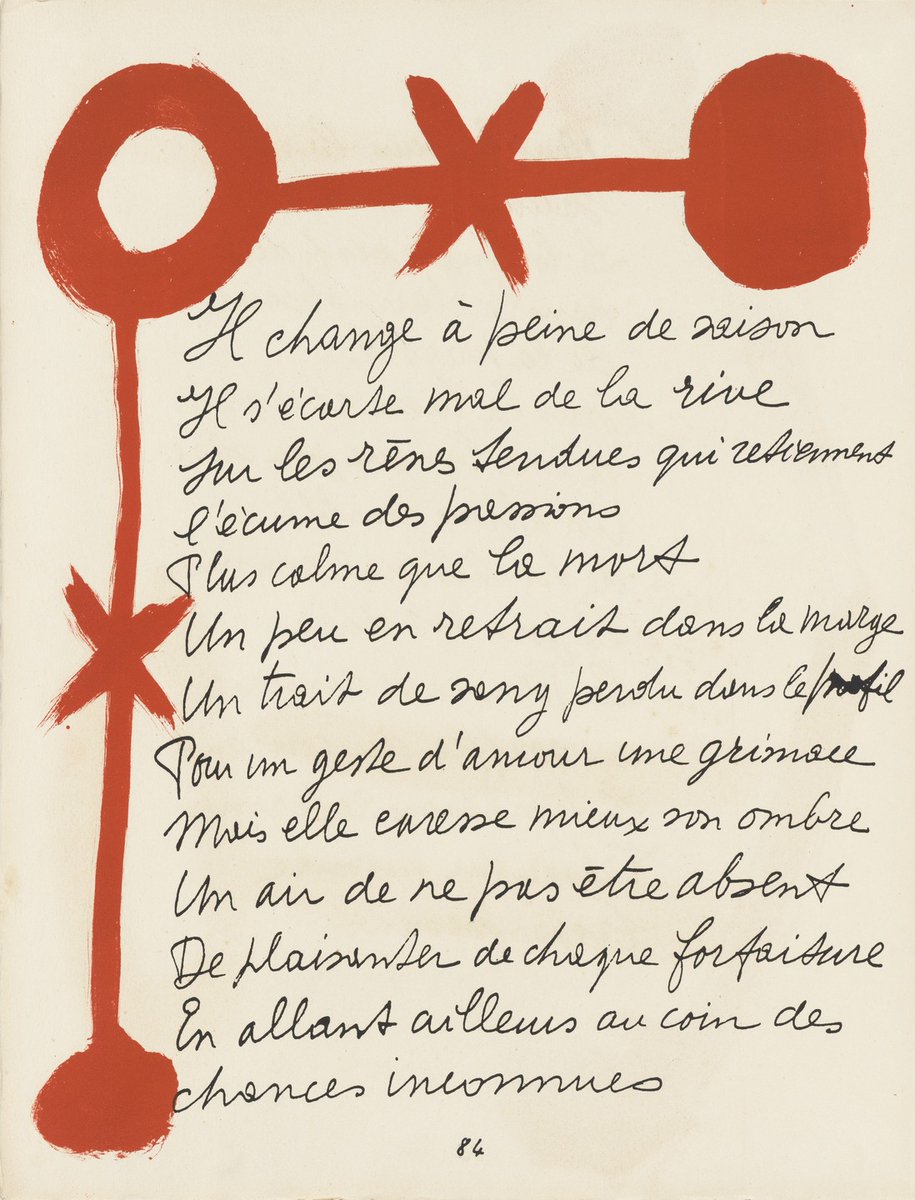 Il change à peine de saison
Il s'écarte mal de la rive
Sur les rênes tendues qui retiennent
l'écume des passions
Plus calme que la mort
Un peu en retrait dans la marge
Un trait de sang perdu dans le profil
Pour un geste d'amour une grimace
Mais elle caresse mieux son ombre
Un air de ne pas être absent
De plaisanter de chaque forfaiture
En allant ailleurs au coin des
chances inconnues
84